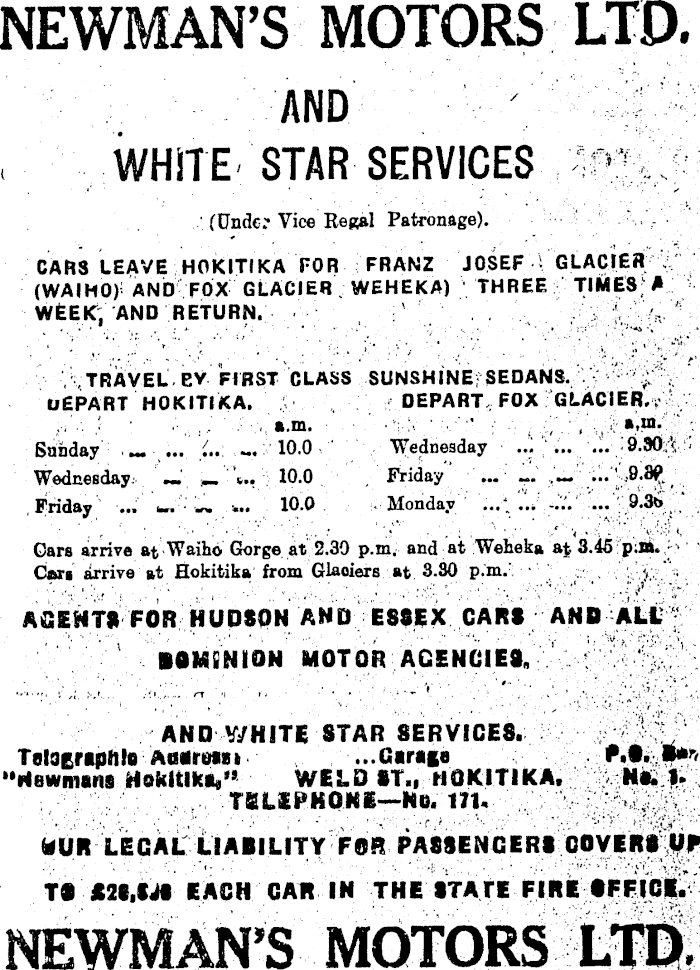 NEWMAN'S MOTORS LTD.
AND
WHITE STAR SERVICES
(Under Vice Regal Patronage).
CARS LEAVE HOKITIKA FOR FRANZ JOSEF GLACIER
(WAIHO) AND FOX GLACIER WEHEKA) THREE TIMES A
WEEK, AND RETURN.
TRAVEL BY FIRST CLASS SUNSHINE SEDANS.
DEPART HOKITIKA.
a.m.
Sunday — ... ... — 10.0
Wednesday — — — ... 10.0
Friday ... — — ... 10.0
DEPART FOX GLACIER.
a.m.
Wednesday ... ... ... 9.30
Friday ... — — ... 9.30
Monday ... ... ... ... 9.30
Cars arrive at Waiho Gorge at 2.30 p.m. and at Weheka at 3.45 p.m.
Cars arrive at Hokitika from Glaciers at 3.30 p.m.
AGENTS FOR HUDSON AND ESSEX CARS AND ALL
DOMINION MOTOR AGENCIES,
AND WHITE STAR SERVICES.
Telegraphic Address: ...Garage P.O. Box
"Newmans Hokitika," WELD ST., HOKITIKA. No. 1.
TELEPHONE—No. 171.
OUR LEGAL LIABILITY FOR PASSENGERS COVERS UP
TO EACH CAR IN THE STATE FIRE OFFICE.
NEWMAN'S MOTORS LTD.